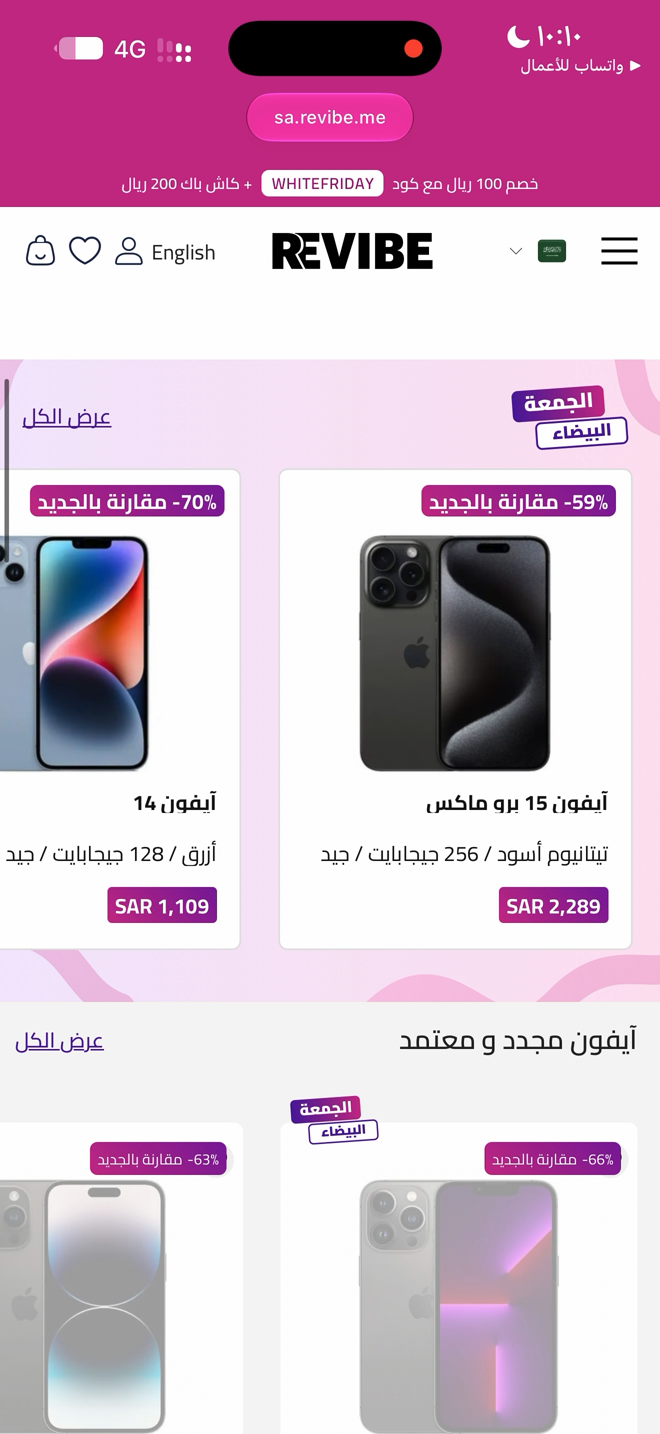 ١٠:١٠
4G
◀ واتساب للأعمال
sa.revibe.me
خصم 100 ريال مع كود WHITEFRIDAY + كاش باك 200 ريال
REVIBE
English
الجمعة
البيضاء
عرض الكل
-59% مقارنة بالجديد
-70% مقارنة بالجديد
آيفون 15 برو ماكس
آيفون 14
تيتانيوم أسود / 256 جيجابايت / جيد
أزرق / 128 جيجابايت / جيد
SAR 2,289
SAR 1,109
آيفون مجدد و معتمد
عرض الكل
الجمعة
البيضاء
-66% مقارنة بالجديد
-63% مقارنة بالجديد